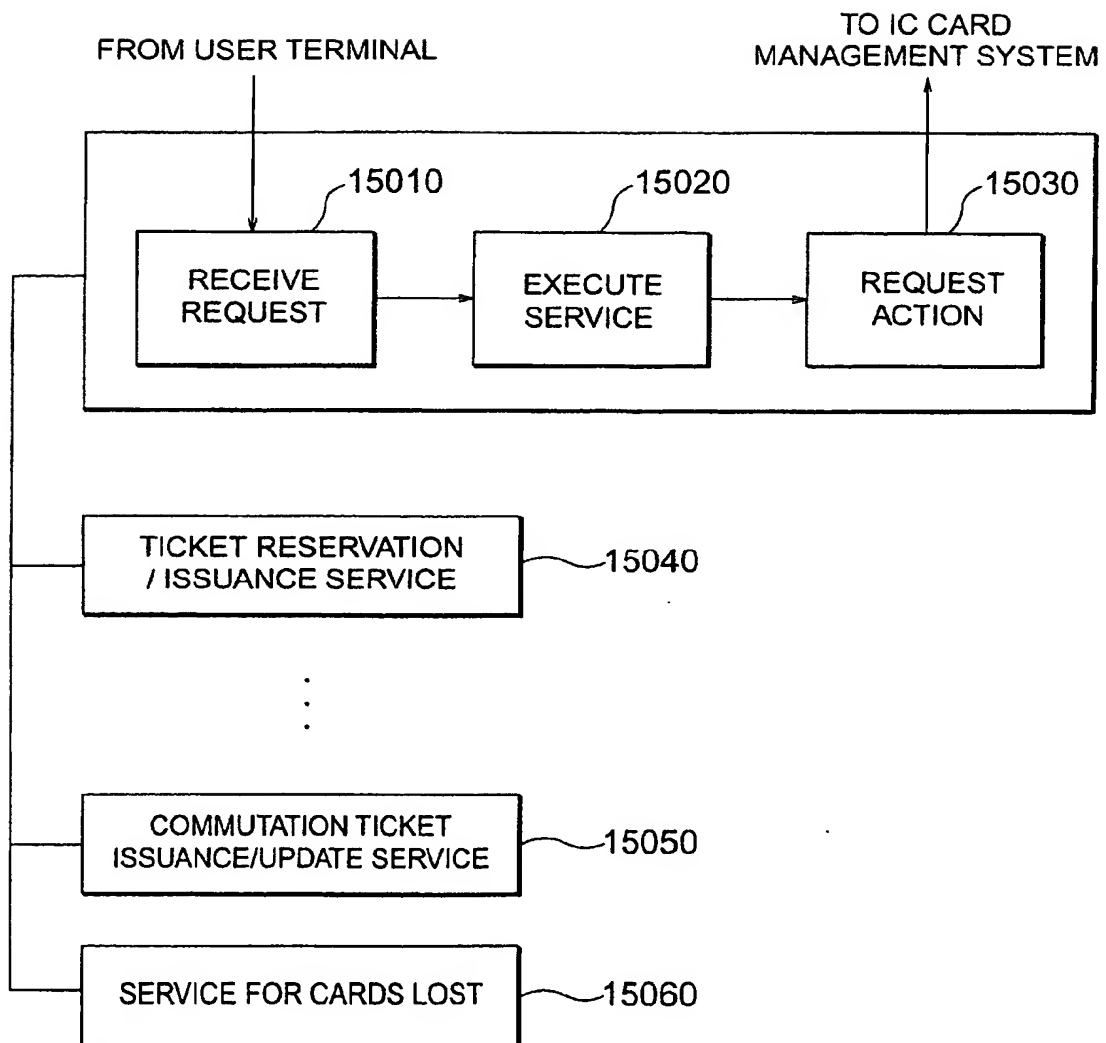 FROM USER TERMINAL
TO IC CARD
MANAGEMENT SYSTEM
15010
15020
15030
RECEIVE
REQUEST
EXECUTE
SERVICE
REQUEST
ACTION
TICKET RESERVATION
/ ISSUANCE SERVICE
15040
COMMUTATION TICKET
ISSUANCE/UPDATE SERVICE
15050
SERVICE FOR CARDS LOST
15060